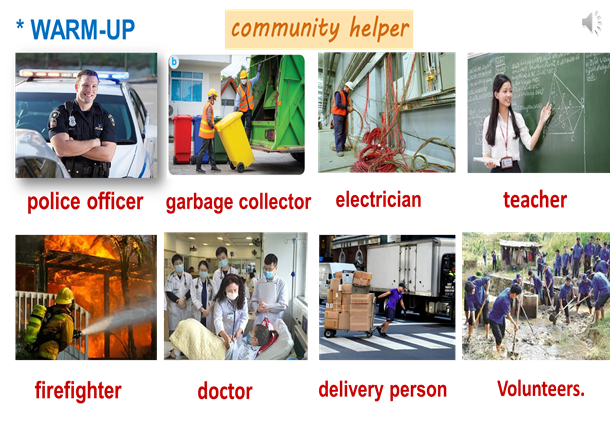 * WARM-UP
community helper
b
police officer
garbage collector
electrician
teacher
firefighter
doctor
delivery person
Volunteers.